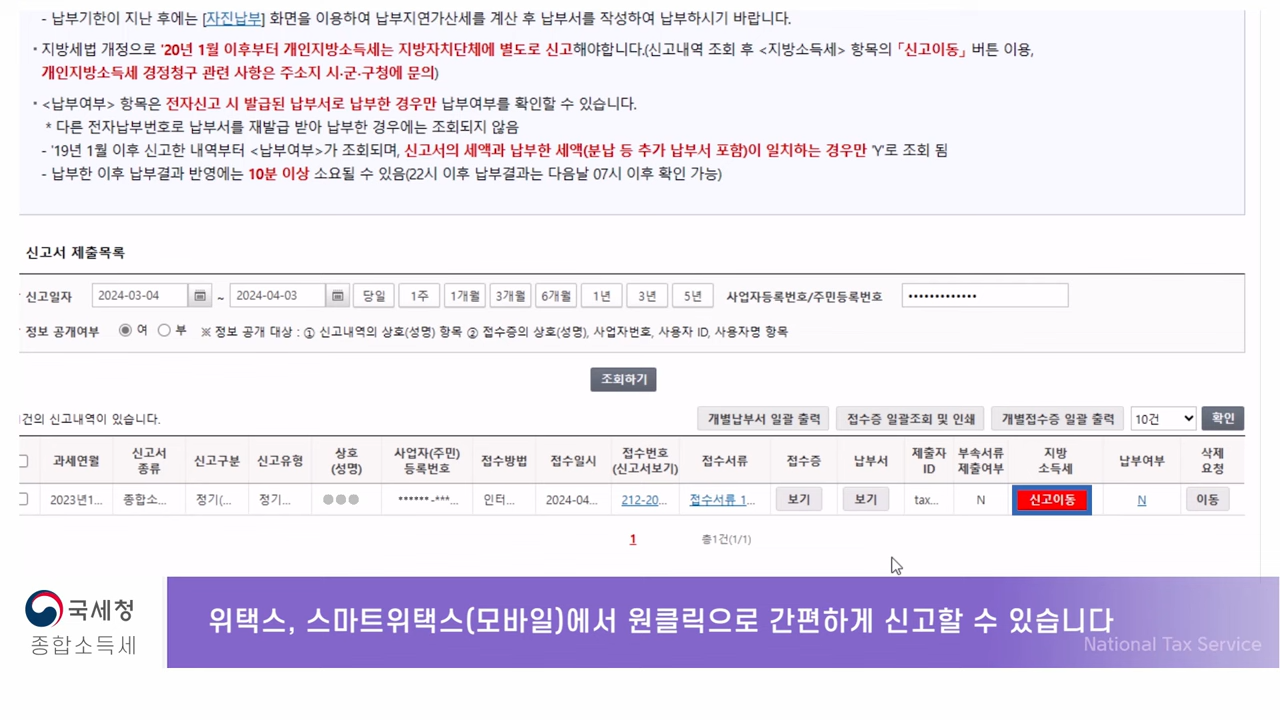 - 납부기한이 지난 후에는 [자진납부] 화면을 이용하여 납부지연가산세를 계산 후 납부서를 작성하여 납부하시기 바랍니다.
· 지방세법 개정으로 '20년 1월 이후부터 개인지방소득세는 지방자치단체에 별도로 신고해야합니다.(신고내역 조회 후 <지방소득세> 항목의 「신고이동」 버튼 이용,
개인지방소득세 경정청구 관련 사항은 주소지 시·군·구청에 문의)
· <납부여부> 항목은 전자신고 시 발급된 납부서로 납부한 경우만 납부여부를 확인할 수 있습니다.
* 다른 전자납부번호로 납부서를 재발급 받아 납부한 경우에는 조회되지 않음
- '19년 1월 이후 신고한 내역부터 <납부여부>가 조회되며, 신고서의 세액과 납부한 세액(분납 등 추가 납부서 포함)이 일치하는 경우만 'Y'로 조회 됨
- 납부한 이후 납부결과 반영에는 10분 이상 소요될 수 있음(22시 이후 납부결과는 다음날 07시 이후 확인 가능)
신고서 제출목록
신고일자 2024-03-04 ~ 2024-04-03 당일 1주 1개월 3개월 6개월 1년 3년 5년 사업자등록번호/주민등록번호 •••••••••••••
정보 공개여부 여 부 ※ 정보 공개 대상 : ① 신고내역의 상호(성명) 항목 ② 접수증의 상호(성명), 사업자번호, 사용자 ID, 사용자명 항목
조회하기
건의 신고내역이 있습니다. 개별납부서 일괄 출력 접수증 일괄조회 및 인쇄 개별접수증 일괄 출력 10건 확인
과세연월 신고서 종류 신고구분 신고유형 상호 (성명) 사업자(주민) 등록번호 접수방법 접수일시 접수번호 (신고서보기) 접수서류 접수증 납부서 제출자 ID 부속서류 제출여부 지방 소득세 납부여부 삭제 요청
2023년1... 종합소... 정기(... 정기... ●●● ******-***... 인터... 2024-04... 212-20... 접수서류 1... 보기 보기 tax... N 신고이동 N 이동
1 총1건(1/1)
국세청
종합소득세
위택스, 스마트위택스(모바일)에서 원클릭으로 간편하게 신고할 수 있습니다
National Tax Service